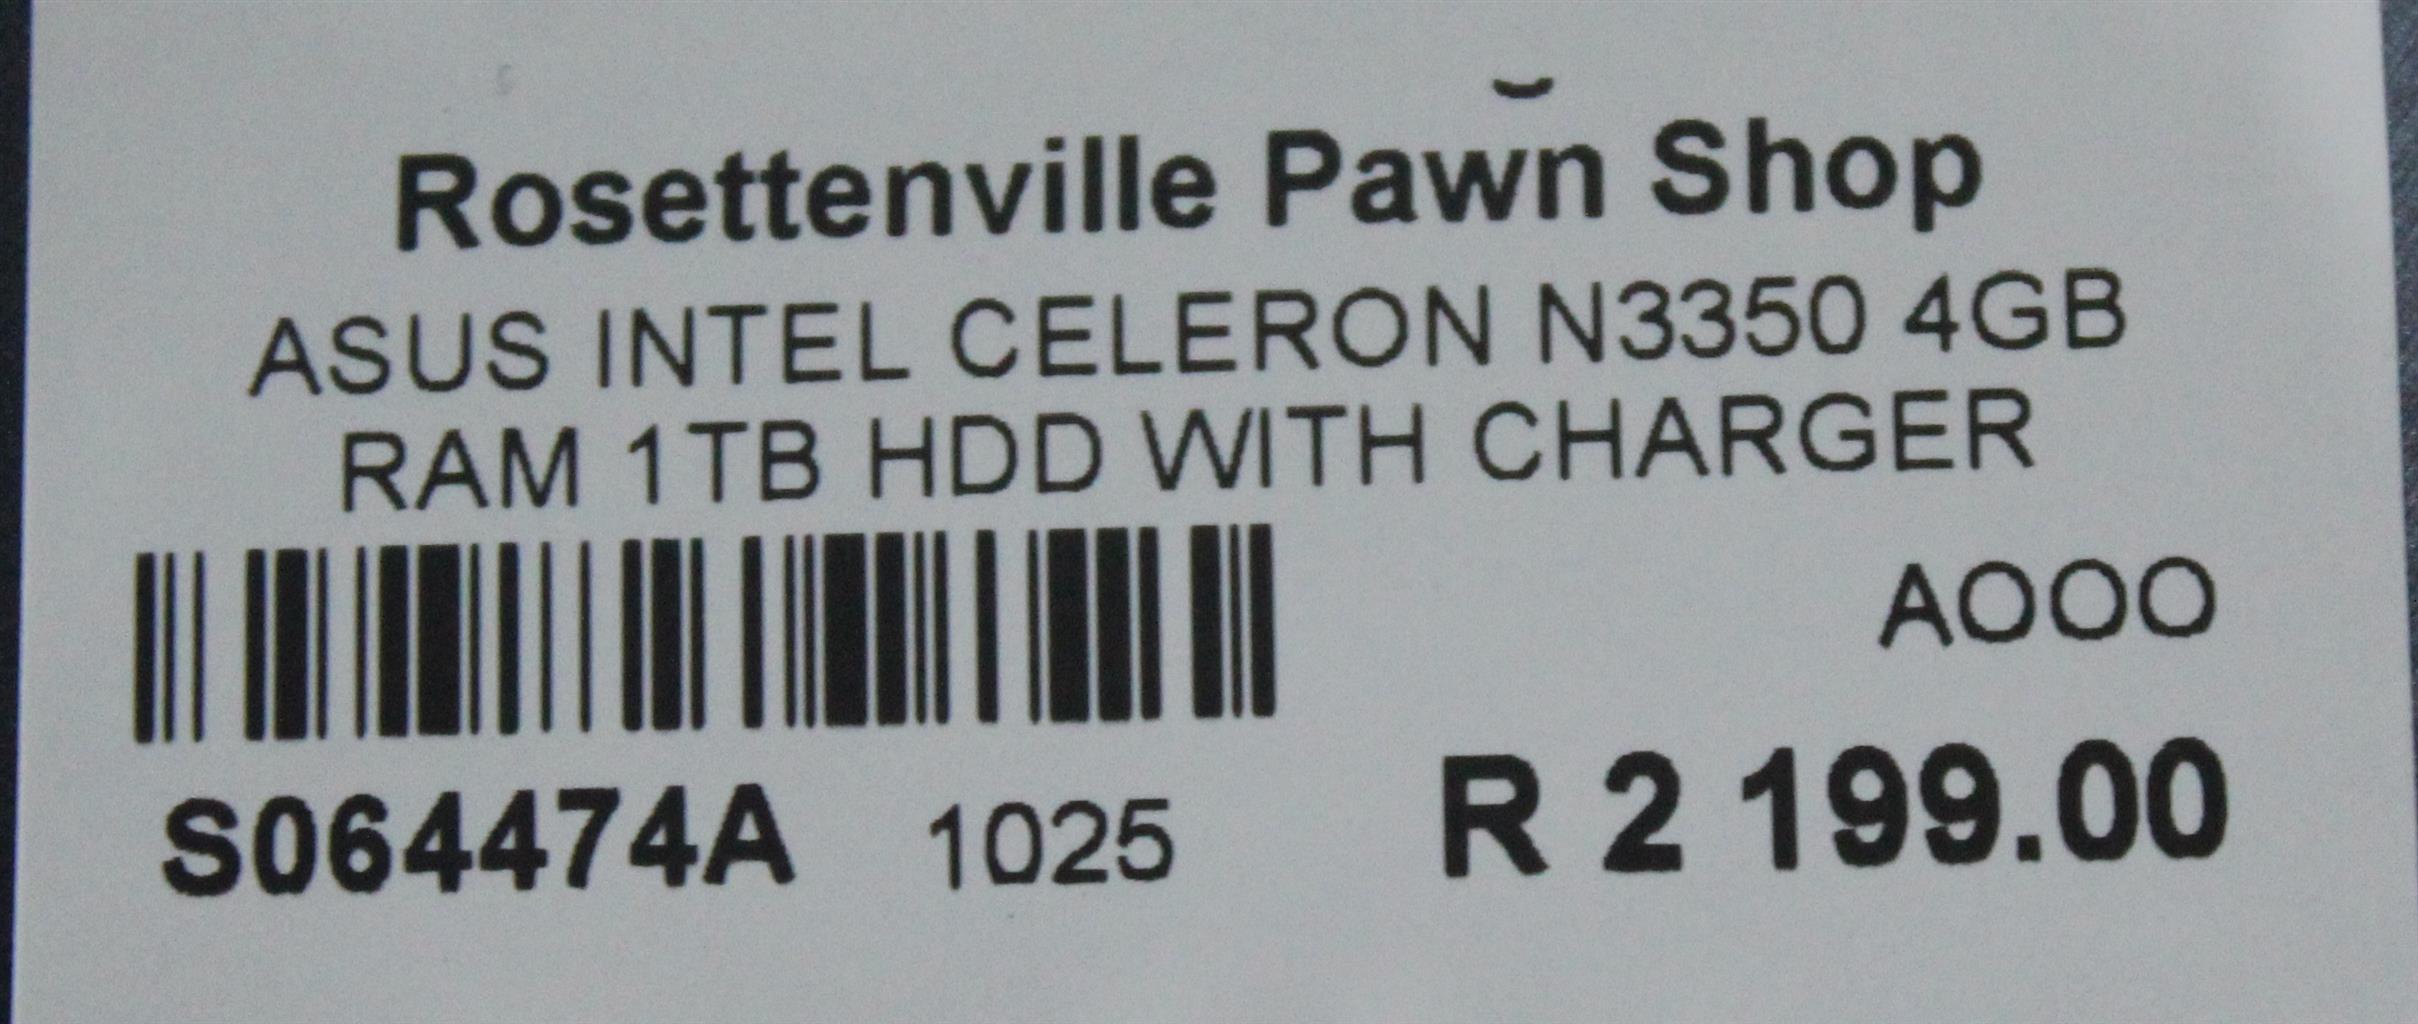 Rosettenville Pawn Shop
ASUS INTEL CELERON N3350 4GB
RAM 1TB HDD WITH CHARGER
AOOO
S064474A 1025 R 2 199.00